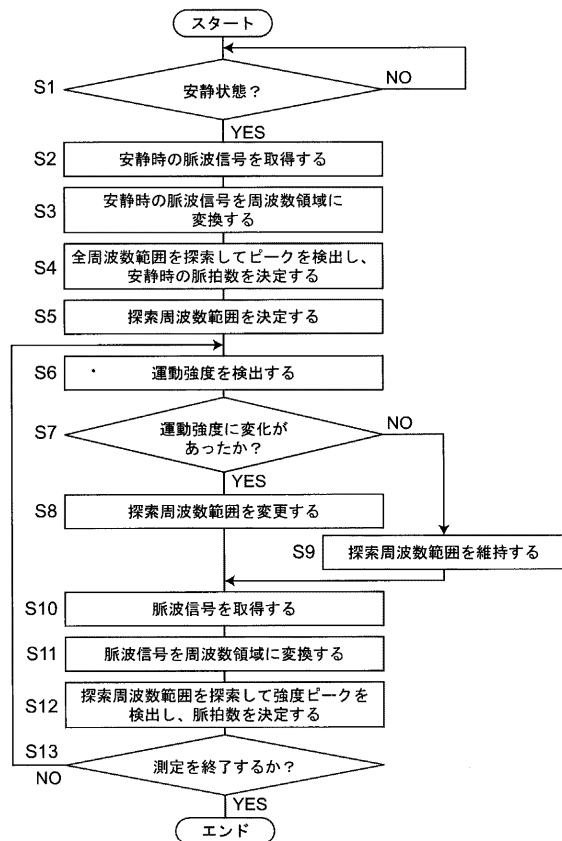 スタート
S1
安静状態？
NO
YES
S2
安静時の脈波信号を取得する
S3
安静時の脈波信号を周波数領域に
変換する
S4
全周波数範囲を探索してピークを検出し、
安静時の脈拍数を決定する
S5
探索周波数範囲を決定する
S6
運動強度を検出する
S7
運動強度に変化が
あったか？
NO
YES
S8
探索周波数範囲を変更する
S9
探索周波数範囲を維持する
S10
脈波信号を取得する
S11
脈波信号を周波数領域に変換する
S12
探索周波数範囲を探索して強度ピークを
検出し、脈拍数を決定する
S13
測定を終了するか？
NO
YES
エンド